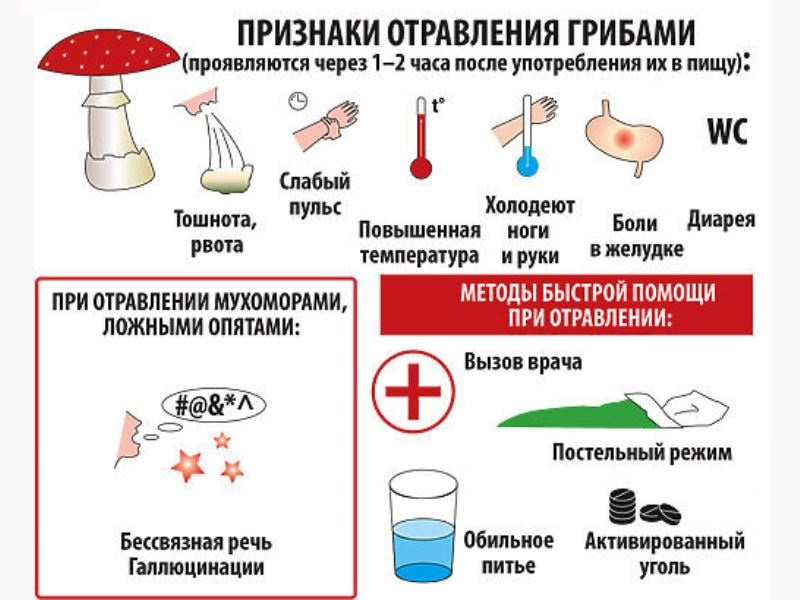 ПРИЗНАКИ ОТРАВЛЕНИЯ ГРИБАМИ
(проявляются через 1–2 часа после употребления их в пищу):
Тошнота,
рвота
Слабый
пульс
t°
Повышенная
температура
Холодеют
ноги
и руки
Боли
в желудке
WC
Диарея
ПРИ ОТРАВЛЕНИИ МУХОМОРАМИ,
ЛОЖНЫМИ ОПЯТАМИ:
#@&*^
Бессвязная речь
Галлюцинации
МЕТОДЫ БЫСТРОЙ ПОМОЩИ
ПРИ ОТРАВЛЕНИИ:
Вызов врача
Постельный режим
Обильное
питье
Активированный
уголь